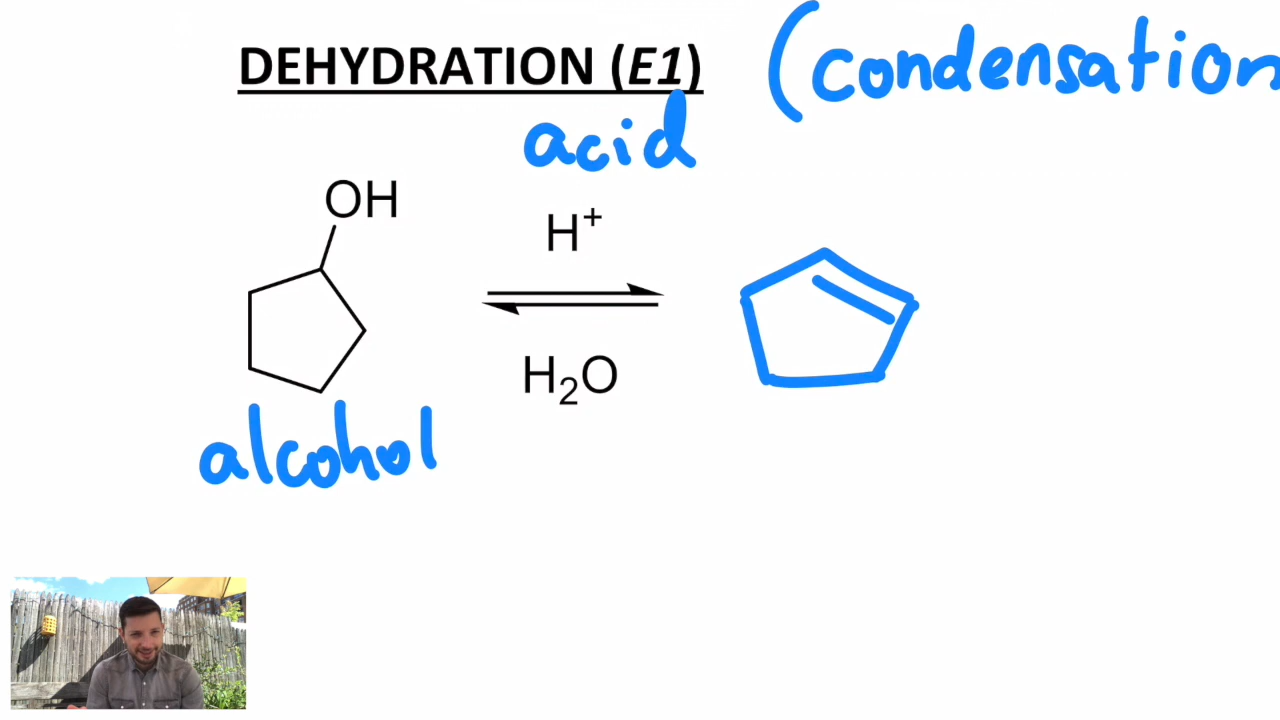 DEHYDRATION (E1) (condensation
acid
OH
H⁺
H₂O
alcohol